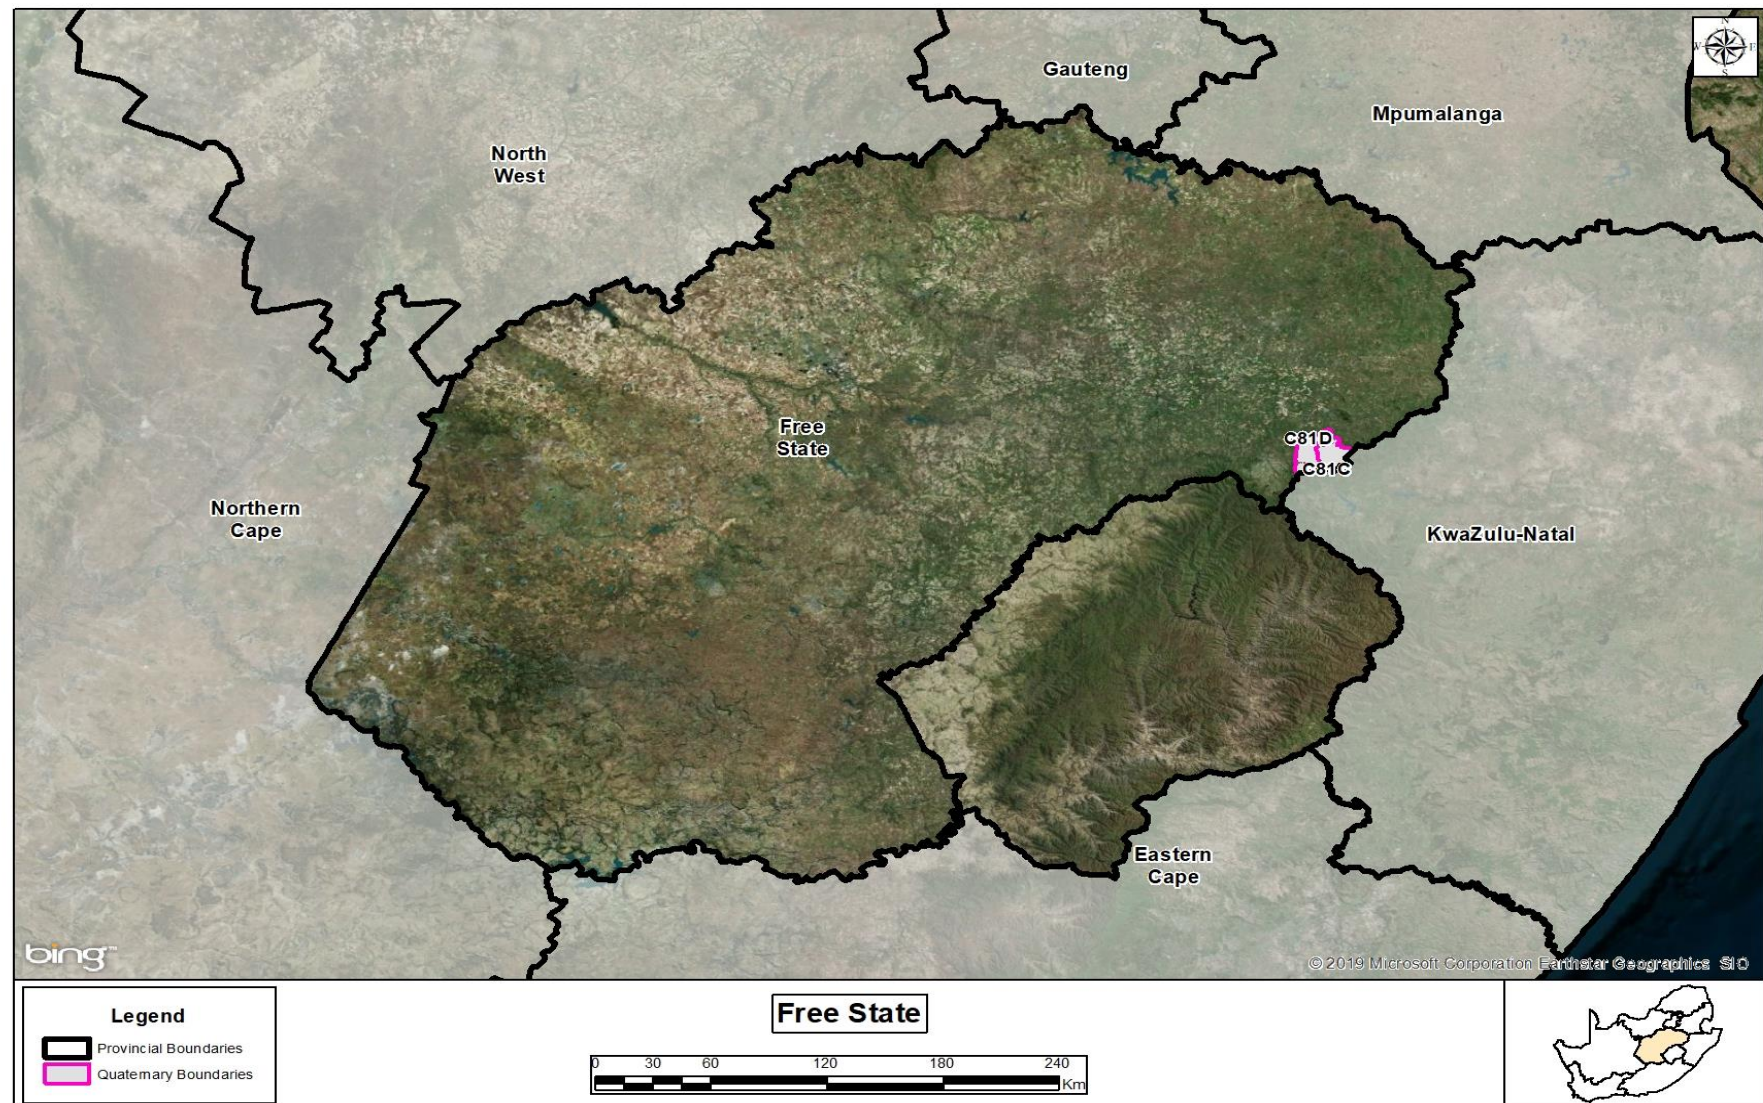 N
W
E
S
Gauteng
Mpumalanga
North
West
Free
State
C81D
C81C
Northern
Cape
KwaZulu-Natal
Eastern
Cape
bing™
© 2019 Microsoft Corporation Earthstar Geographics SIO
Legend
Provincial Boundaries
Quaternary Boundaries
Free State
0 30 60 120 180 240
Km